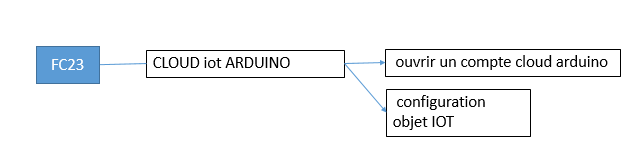 FC23
CLOUD iot ARDUINO
ouvrir un compte cloud arduino
configuration
objet IOT